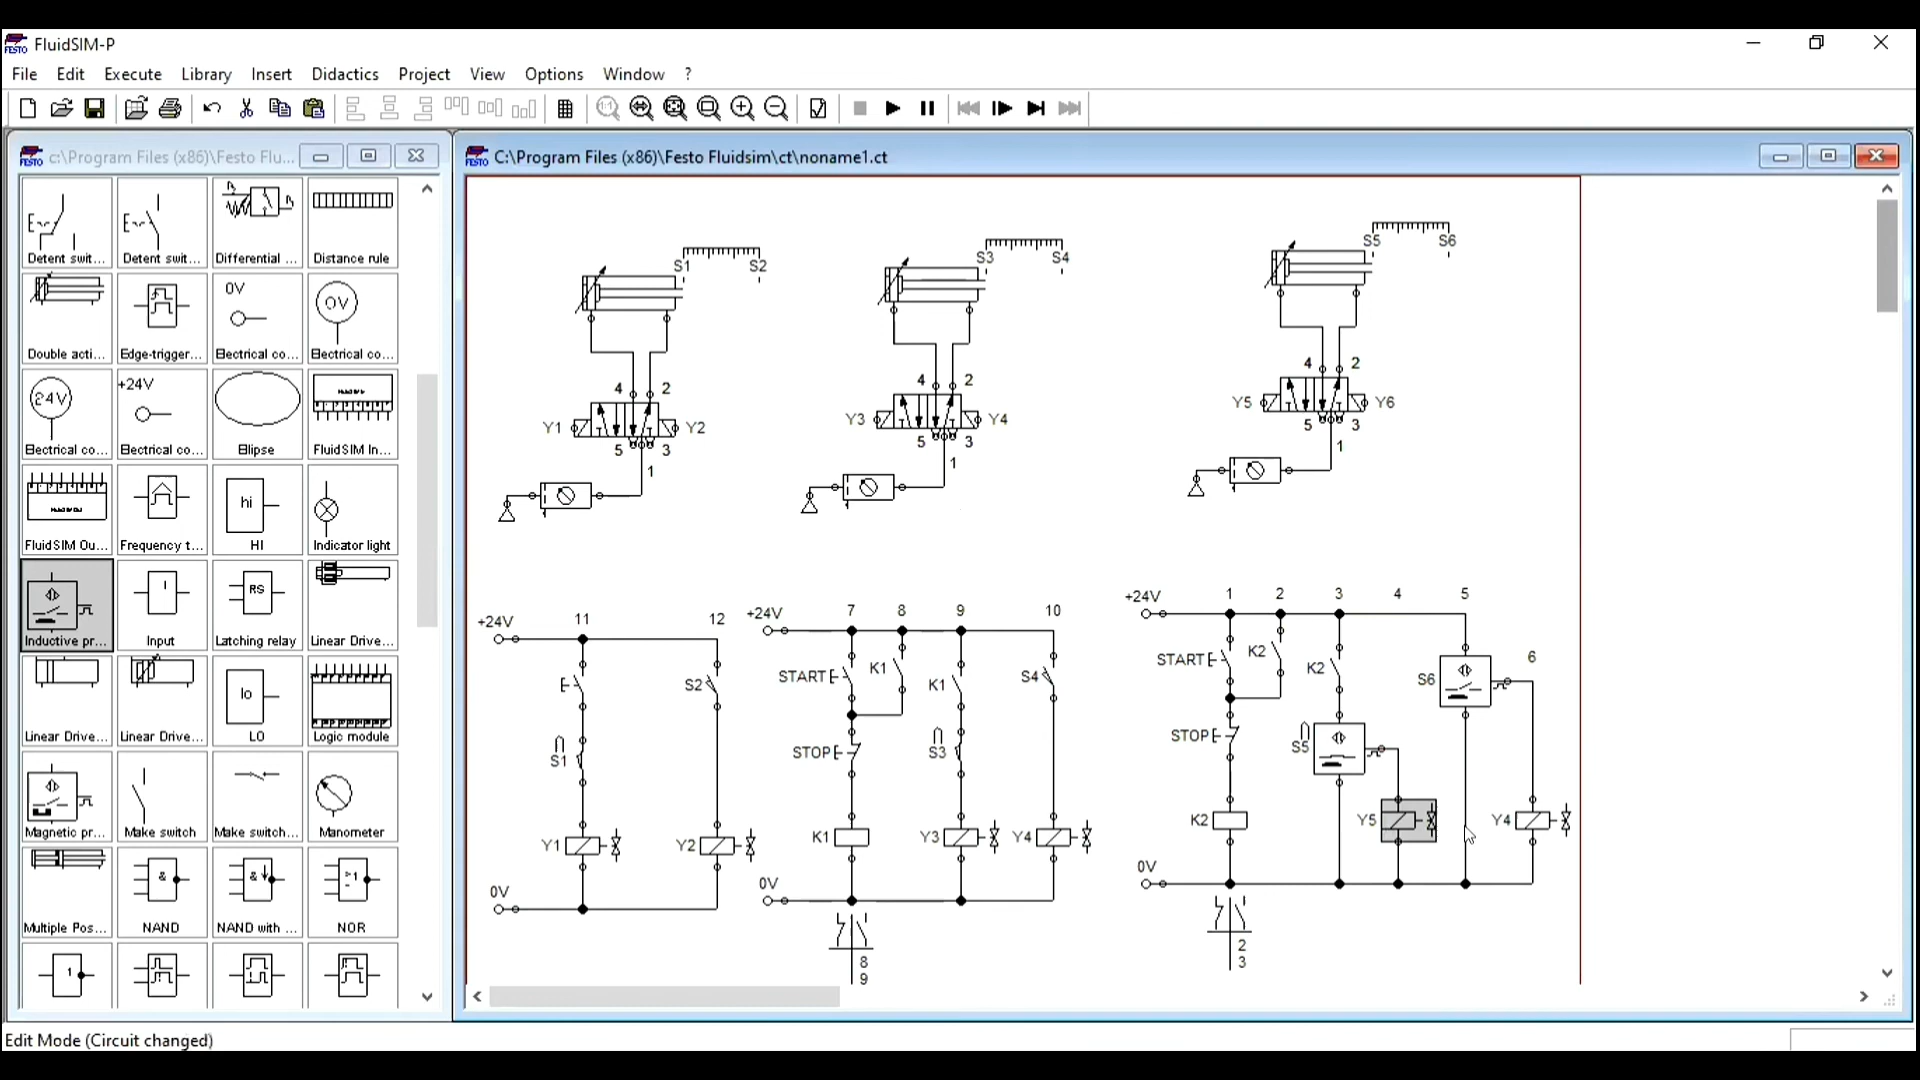 FluidSIM-P
File Edit Execute Library Insert Didactics Project View Options Window ?
c:\Program Files (x86)\Festo Flu...
C:\Program Files (x86)\Festo Fluidsim\ct\noname1.ct
Detent swit... Detent swit... Differential ... Distance rule
0V 0V
Double acti... Edge-trigger... Electrical co... Electrical co...
24V +24V
Electrical co... Electrical co... Ellipse FluidSIM In...
hi
FluidSIM Ou... Frequency t... HI Indicator light
I RS
Inductive pr... Input Latching relay Linear Drive...
lo
Linear Drive... Linear Drive... LO Logic module
Magnetic pr... Make switch Make switch... Manometer
& & >1
Multiple Pos... NAND NAND with ... NOR
1
S1 S2
4 2
Y1 Y2
5 3
1
S3 S4
4 2
Y3 Y4
5 3
1
S5 S6
4 2
Y5 Y6
5 3
1
+24V 11 12
S2
S1
Y1 Y2
0V
+24V 7 8 9 10
START K1 K1 S4
STOP S3
K1 Y3 Y4
0V
8
9
+24V 1 2 3 4 5
START K2 K2 S6 6
STOP S5
K2 Y5 Y4
0V
2
3
Edit Mode (Circuit changed)